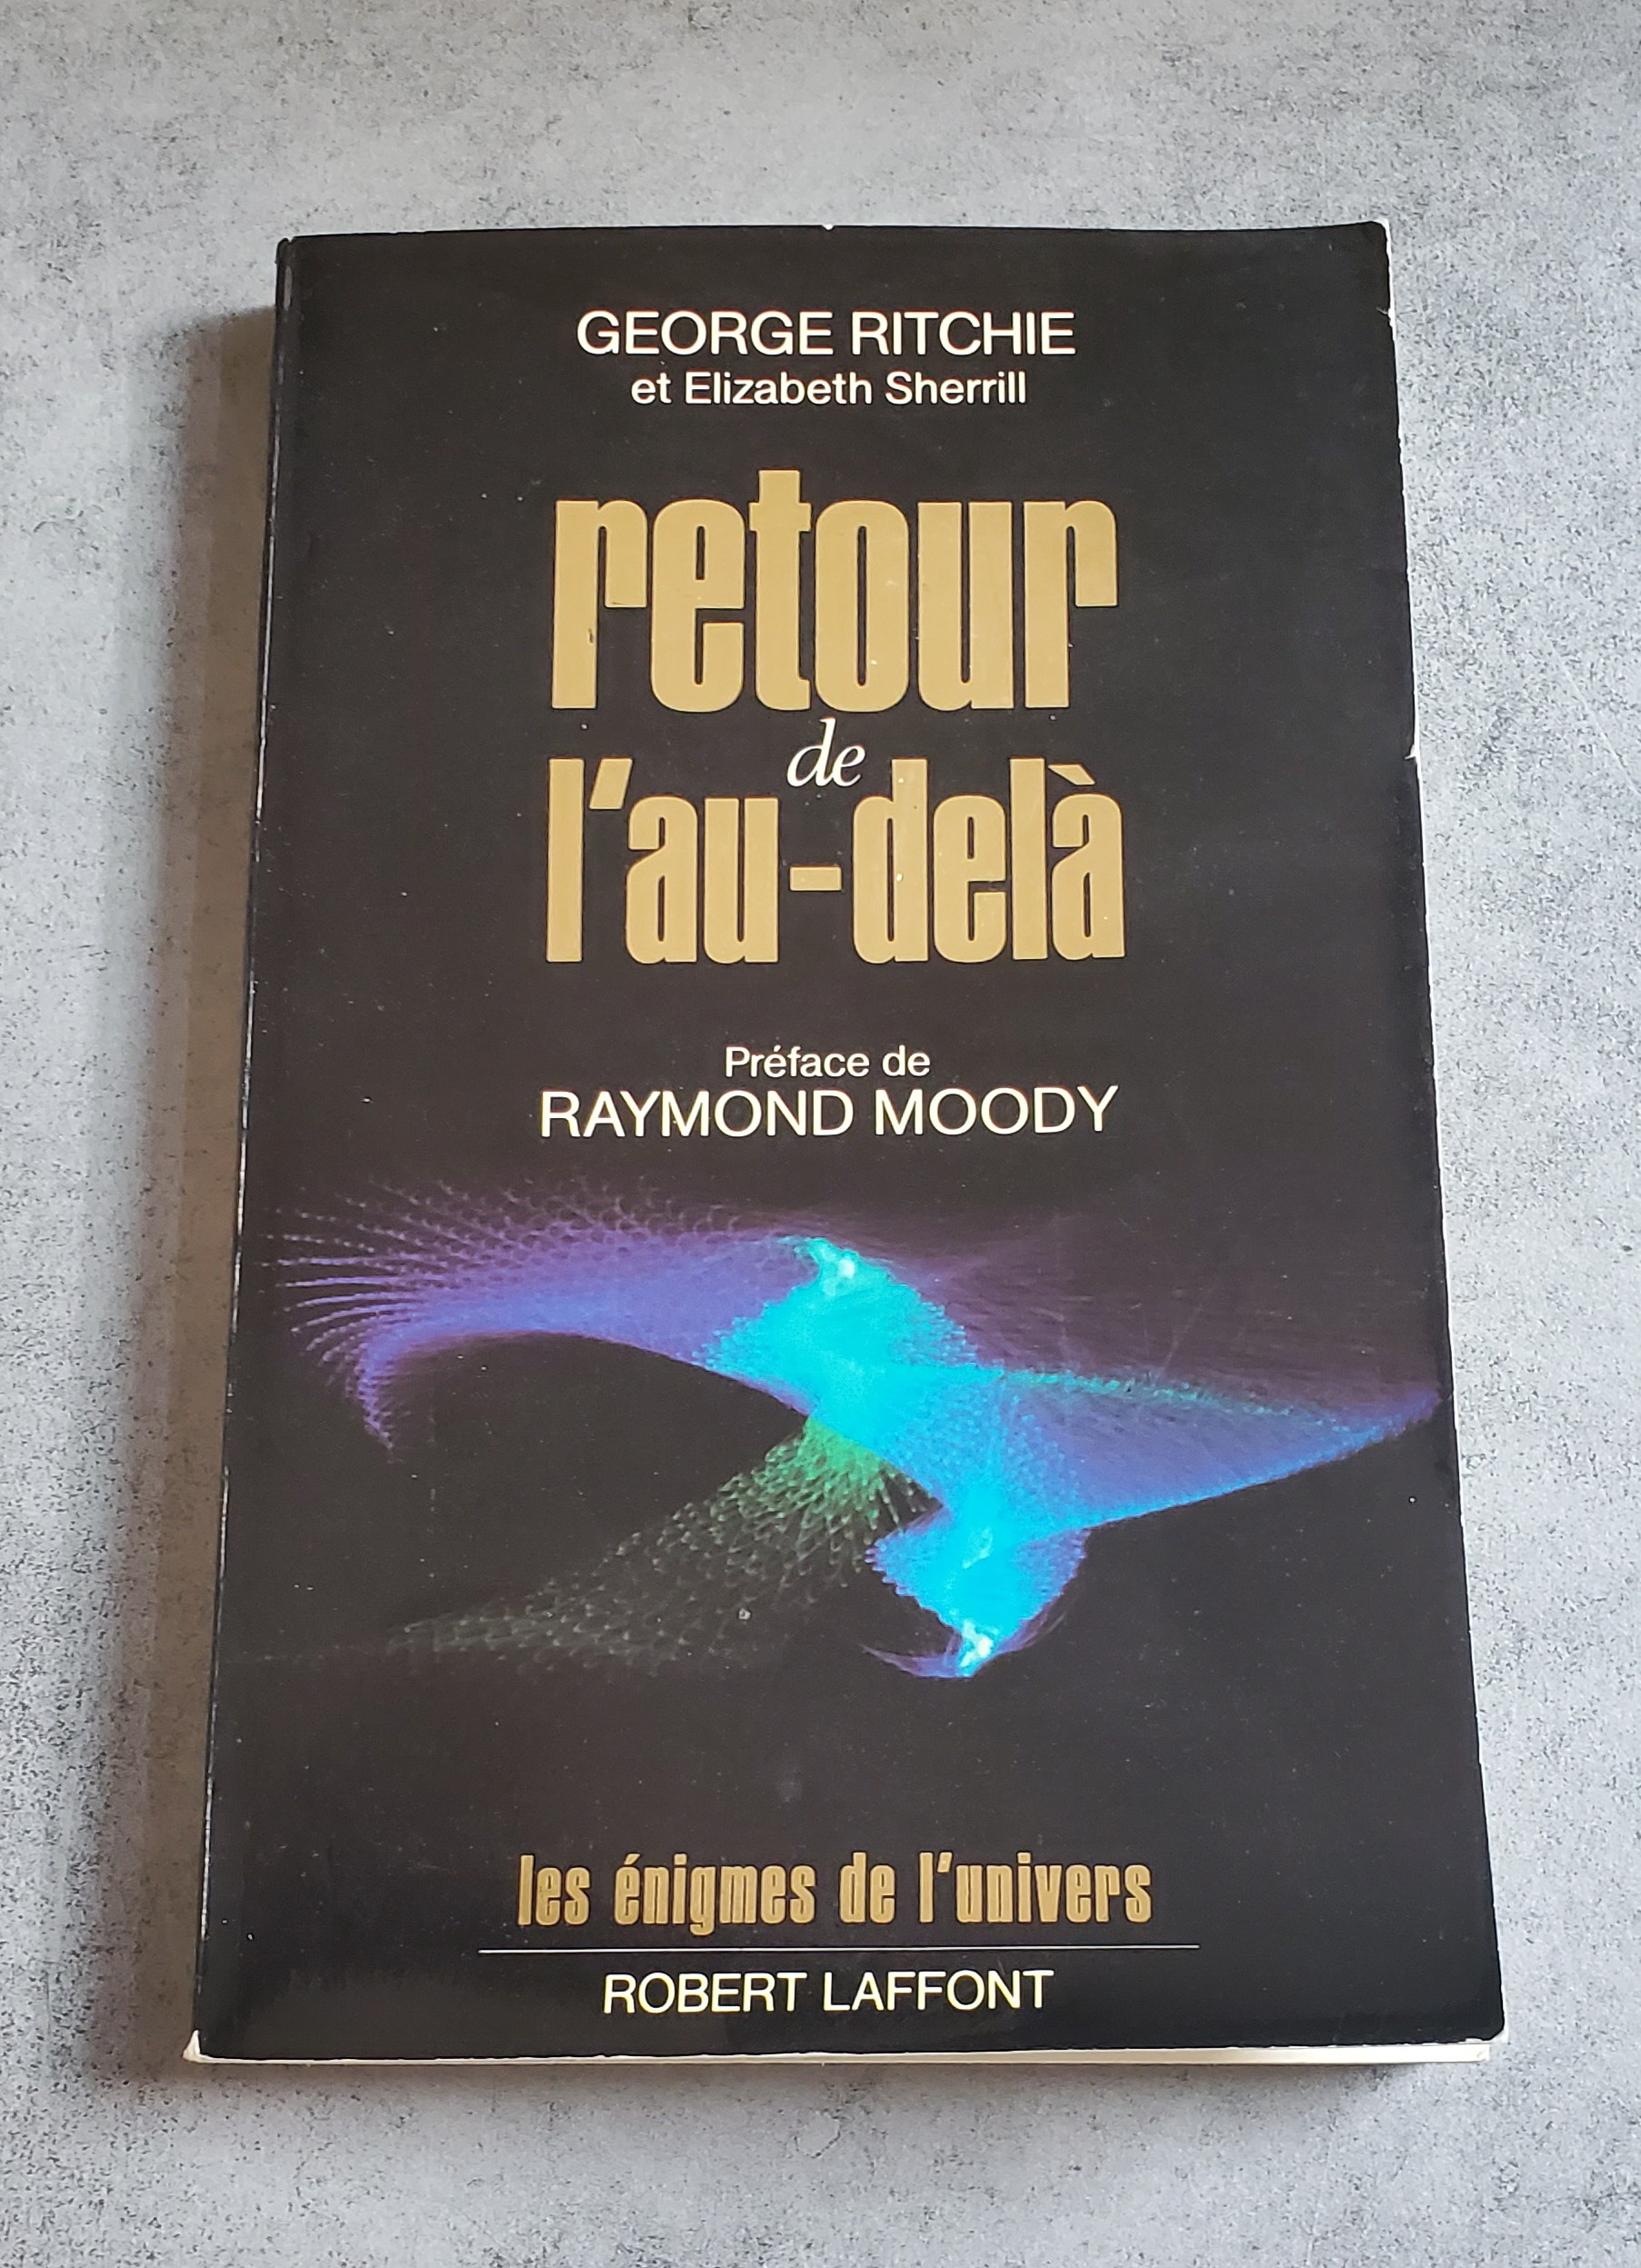 GEORGE RITCHIE
et Elizabeth Sherrill
retour
de
l'au-delà
Préface de
RAYMOND MOODY
les énigmes de l'univers
ROBERT LAFFONT